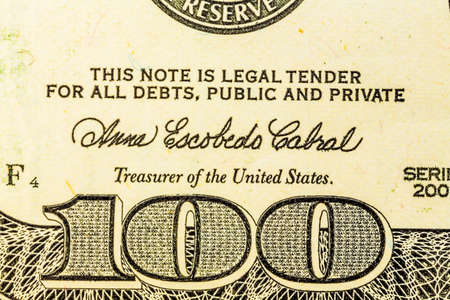 RESERVE
THIS NOTE IS LEGAL TENDER
FOR ALL DEBTS, PUBLIC AND PRIVATE
Anna Escobedo Cabral
F4
Treasurer of the United States.
SERI
200
100